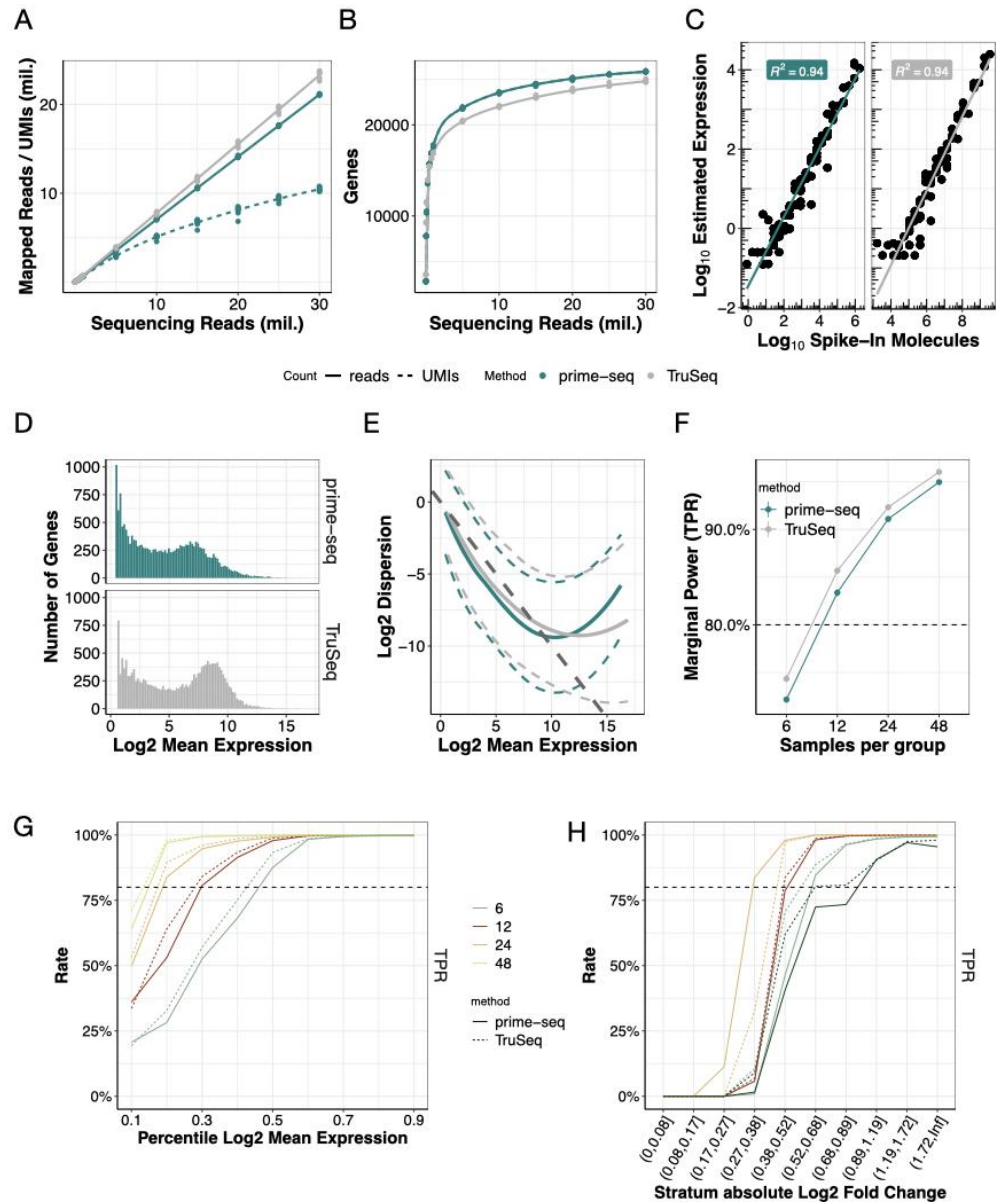 A
B
C
Mapped Reads / UMIs (mil.)
20
10
10 20 30
Sequencing Reads (mil.)
Genes
20000
10000
0 10 20 30
Sequencing Reads (mil.)
Log10 Estimated Expression
4
2
0
−2
R² = 0.94
R² = 0.94
0 2 4 6
4 6 8
Log10 Spike−In Molecules
Count reads UMIs Method prime−seq TruSeq
D
E
F
Number of Genes
1000
750
500
250
0
prime−seq
1000
750
500
250
0
TruSeq
0 5 10 15
Log2 Mean Expression
Log2 Dispersion
0
−5
−10
0 5 10 15
Log2 Mean Expression
Marginal Power (TPR)
90.0%
80.0%
method
prime−seq
TruSeq
6 12 24 48
Samples per group
G
H
Rate
100%
75%
50%
25%
0%
TPR
0.1 0.3 0.5 0.7 0.9
Percentile Log2 Mean Expression
6
12
24
48
method
prime−seq
TruSeq
Rate
100%
75%
50%
25%
0%
TPR
(0,0.08]
(0.08,0.17]
(0.17,0.27]
(0.27,0.38]
(0.38,0.52]
(0.52,0.68]
(0.68,0.89]
(0.89,1.19]
(1.19,1.72]
(1.72,Inf]
Stratum absolute Log2 Fold Change